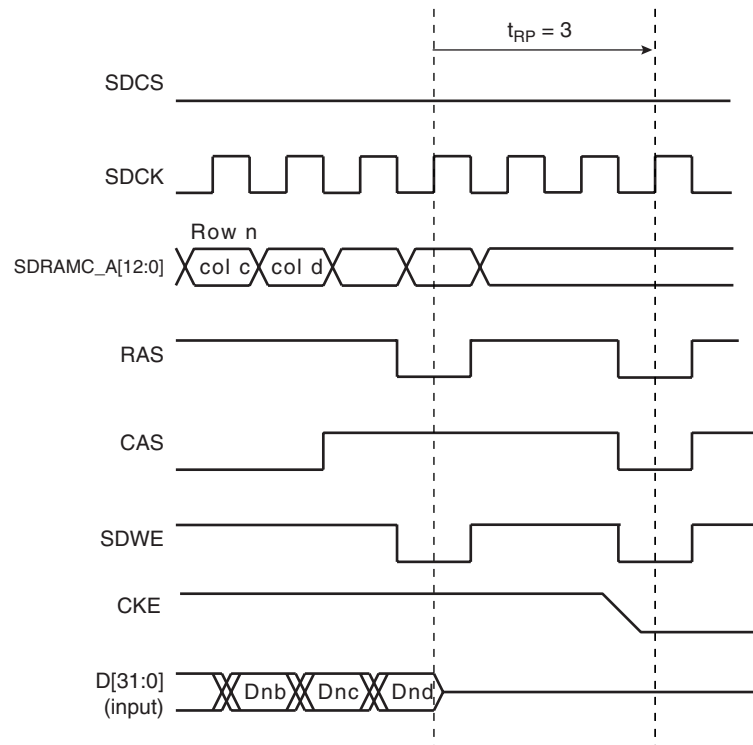 tRP = 3
SDCS
SDCK
Row n
SDRAMC_A[12:0]
col c
col d
RAS
CAS
SDWE
CKE
D[31:0]
(input)
Dnb
Dnc
Dnd